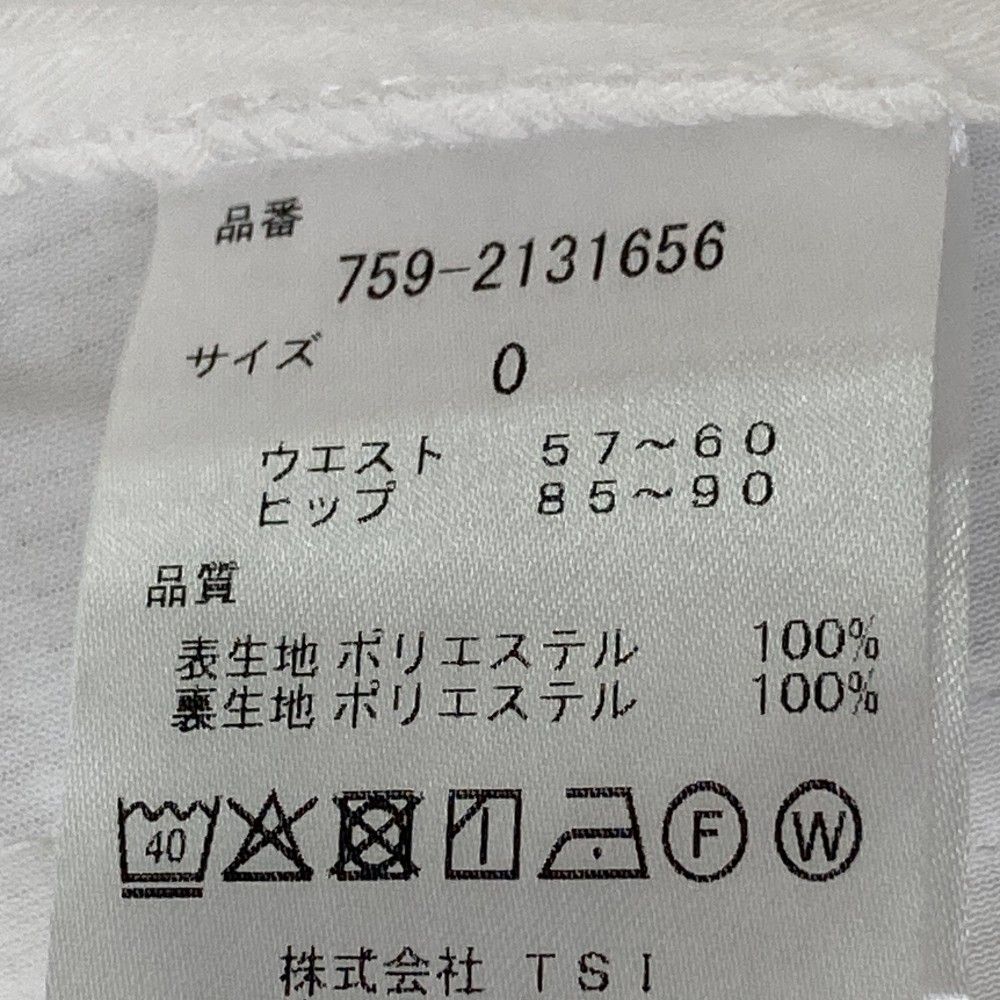 品番
759-2131656
サイズ 0
ウエスト 57～60
ヒップ 85～90
品質
表生地 ポリエステル 100%
裏生地 ポリエステル 100%
40 F W
株式会社 TSI